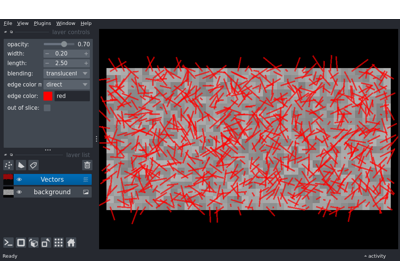 File View Plugins Window Help
layer controls
opacity: 0.70
width: 0.20
length: 2.50
blending: translucent
edge color m direct
edge color: red
out of slice:
layer list
Vectors
background
Ready
activity